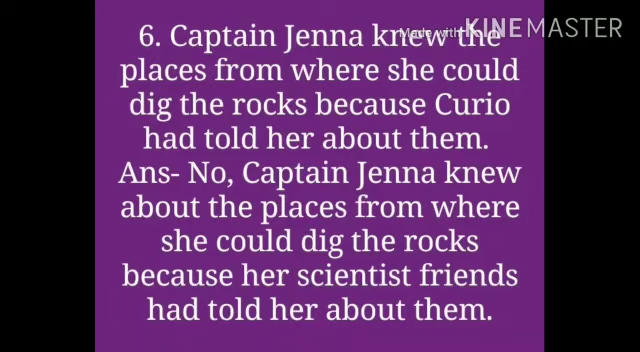 Made with KINEMASTER
6. Captain Jenna knew the
places from where she could
dig the rocks because Curio
had told her about them.
Ans- No, Captain Jenna knew
about the places from where
she could dig the rocks
because her scientist friends
had told her about them.